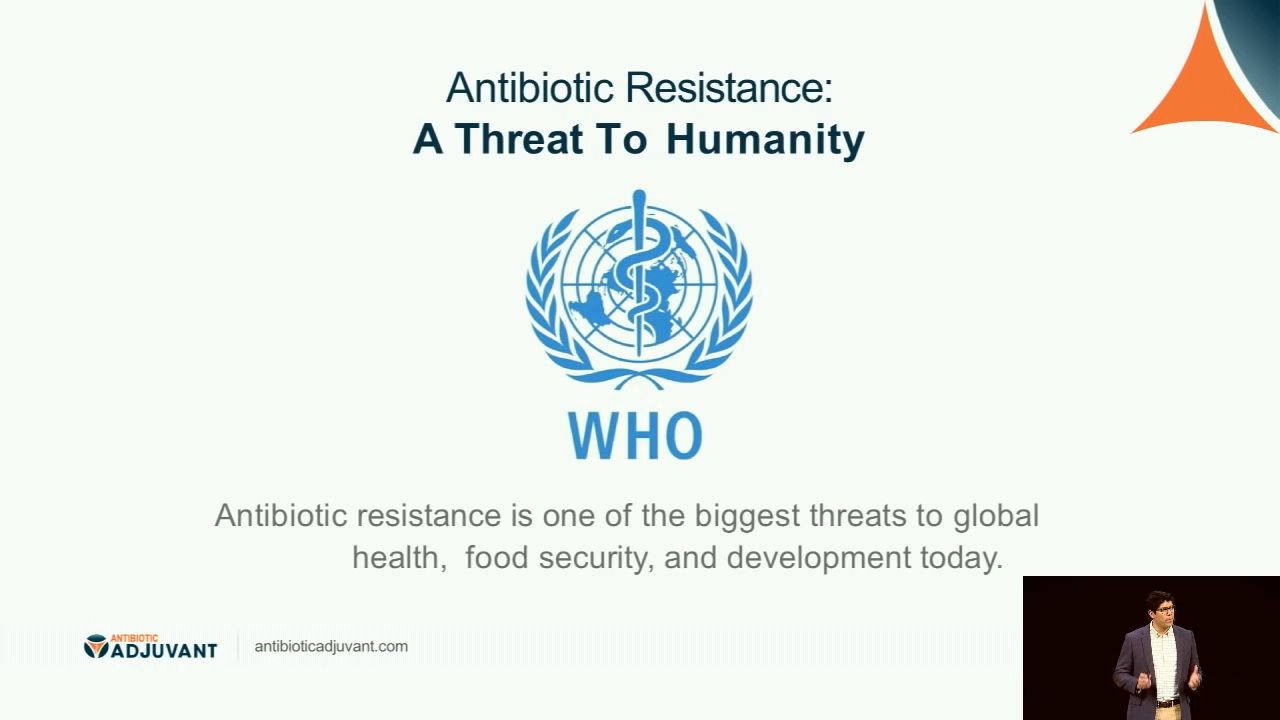 Antibiotic Resistance:
A Threat To Humanity
WHO
Antibiotic resistance is one of the biggest threats to global
health, food security, and development today.
ANTIBIOTIC
ADJUVANT
antibioticadjuvant.com